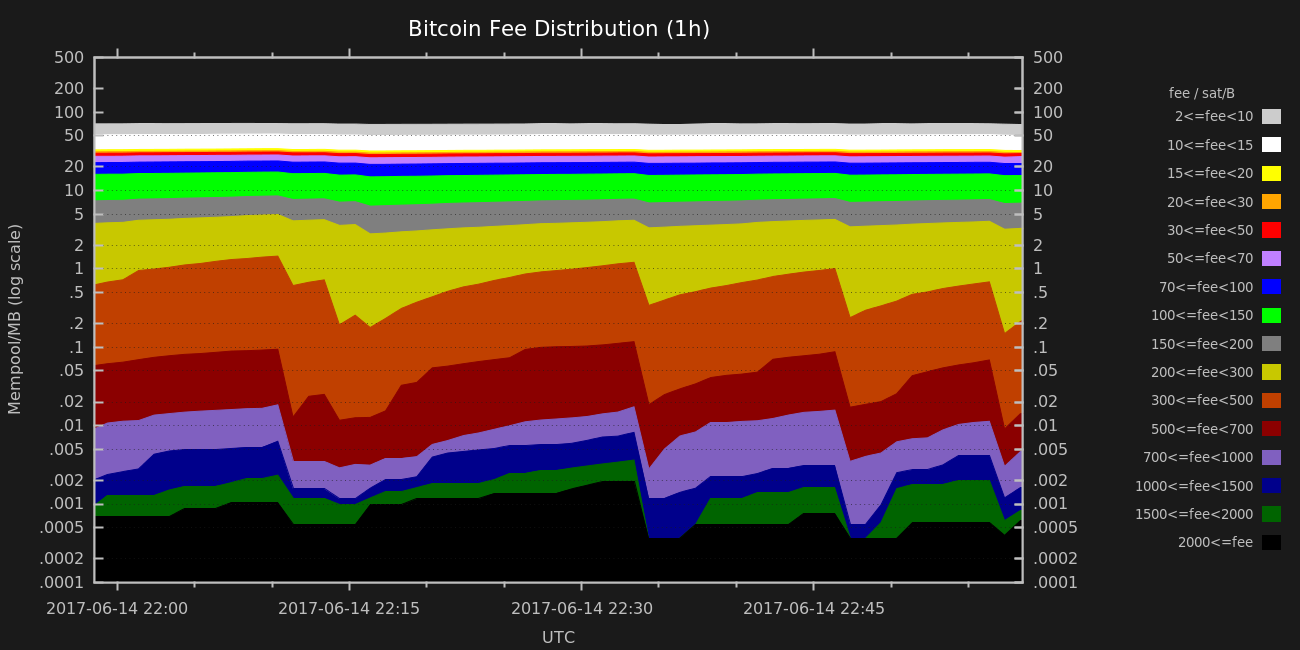 Bitcoin Fee Distribution (1h)
Mempool/MB (log scale)
500
200
100
50
20
10
5
2
1
.5
.2
.1
.05
.02
.01
.005
.002
.001
.0005
.0002
.0001
500
200
100
50
20
10
5
2
1
.5
.2
.1
.05
.02
.01
.005
.002
.001
.0005
.0002
.0001
fee / sat/B
2<=fee<10
10<=fee<15
15<=fee<20
20<=fee<30
30<=fee<50
50<=fee<70
70<=fee<100
100<=fee<150
150<=fee<200
200<=fee<300
300<=fee<500
500<=fee<700
700<=fee<1000
1000<=fee<1500
1500<=fee<2000
2000<=fee
2017-06-14 22:00 2017-06-14 22:15 2017-06-14 22:30 2017-06-14 22:45
UTC